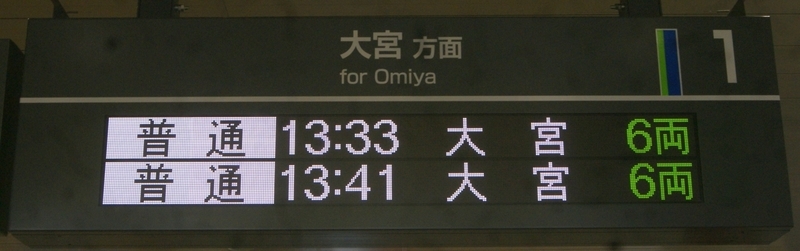 大宮 方面
for Omiya
1
普通 13:33 大宮 6両
普通 13:41 大宮 6両